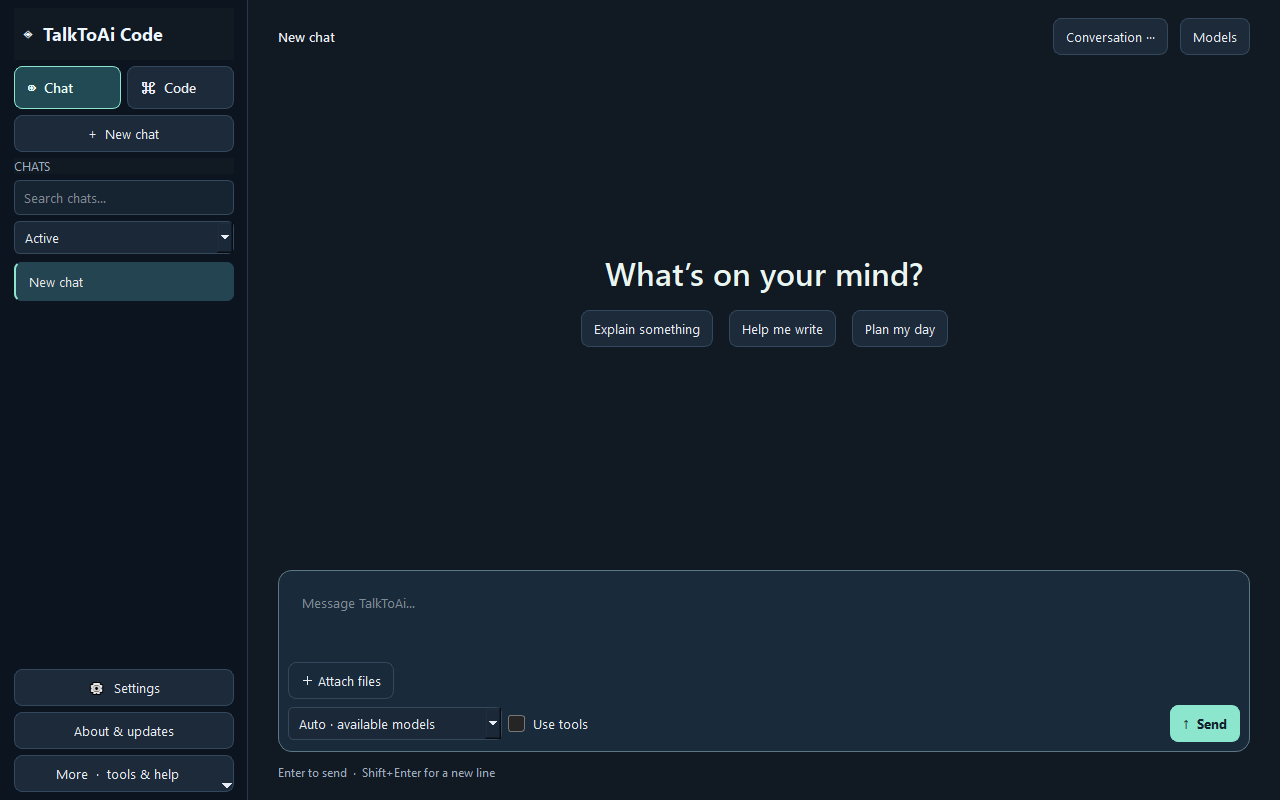 TalkToAi Code
Chat
Code
+ New chat
CHATS
Search chats...
Active
New chat
Settings
About & updates
More · tools & help
New chat
Conversation ···
Models
What’s on your mind?
Explain something
Help me write
Plan my day
Message TalkToAi...
+ Attach files
Auto · available models
Use tools
↑ Send
Enter to send · Shift+Enter for a new line